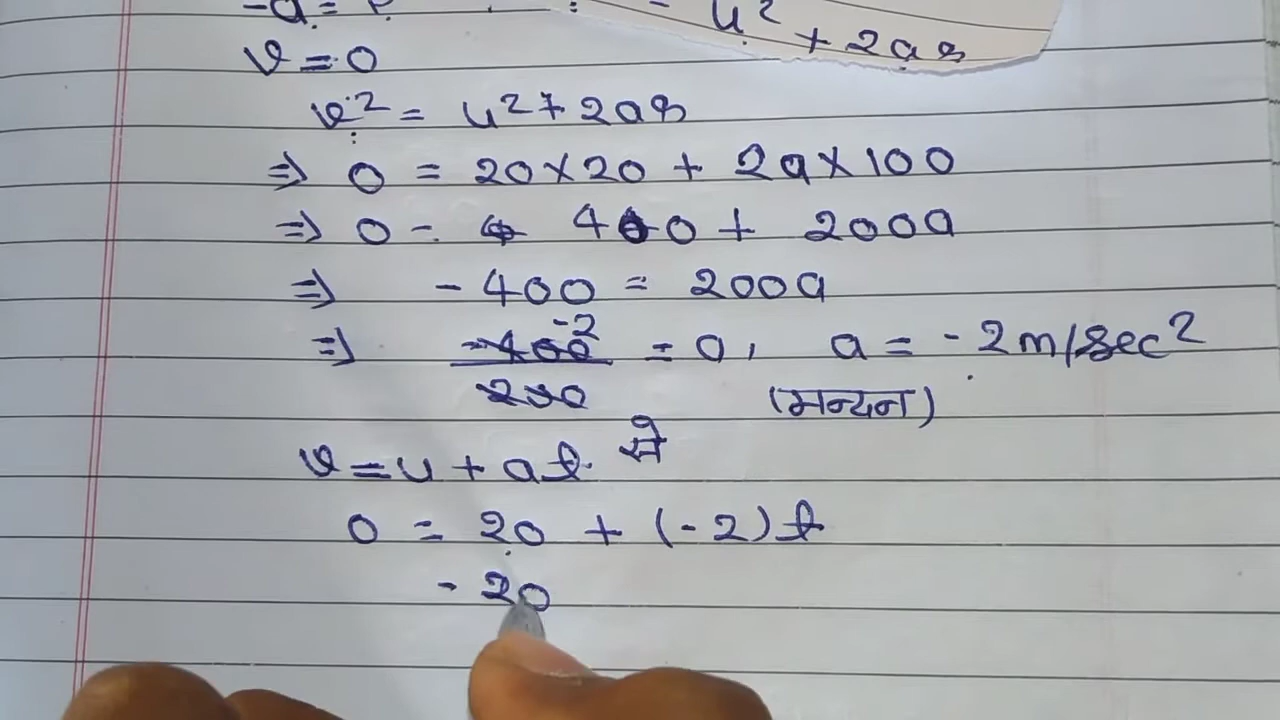 -a = ?
u² + 2as
v = 0
v² = u² + 2as
⇒ 0 = 20×20 + 2a×100
⇒ 0 - 400 + 200a
⇒ -400 = 200a
⇒ -400/200 -2 = a, a = -2m/sec²
(मन्दन)
v = u + at से
0 = 20 + (-2)t
-20